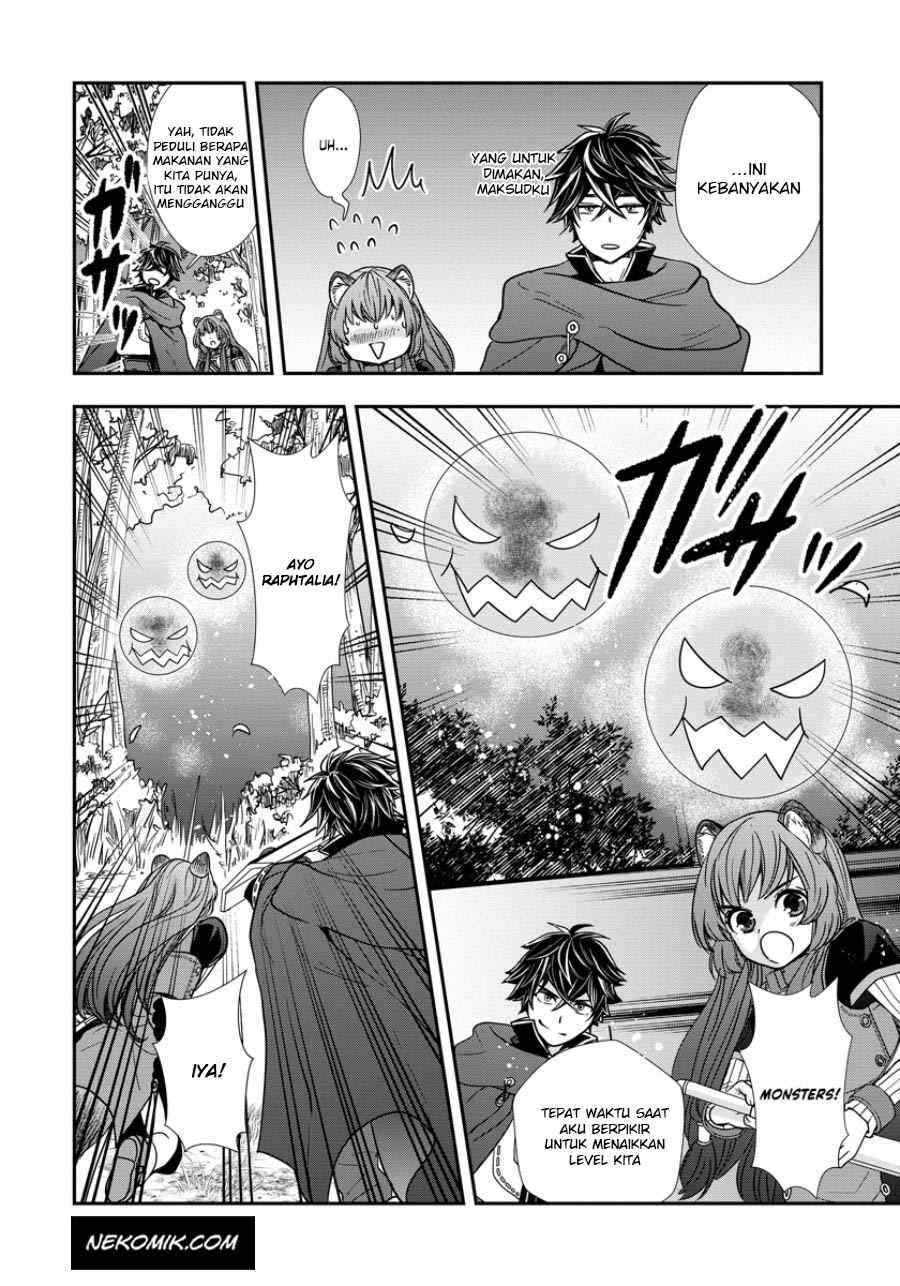 ...INI
KEBANYAKAN
YANG UNTUK
DIMAKAN,
MAKSUDKU
UH...
YAH, TIDAK
PEDULI BERAPA
MAKANAN YANG
KITA PUNYA,
ITU TIDAK AKAN
MENGGANGGU
ガサッ
ガサッ
MONSTERS!
TEPAT WAKTU SAAT
AKU BERPIKIR
UNTUK MENAIKKAN
LEVEL KITA
AYO
RAPHTALIA!
IYA!
NEKOMIK.COM